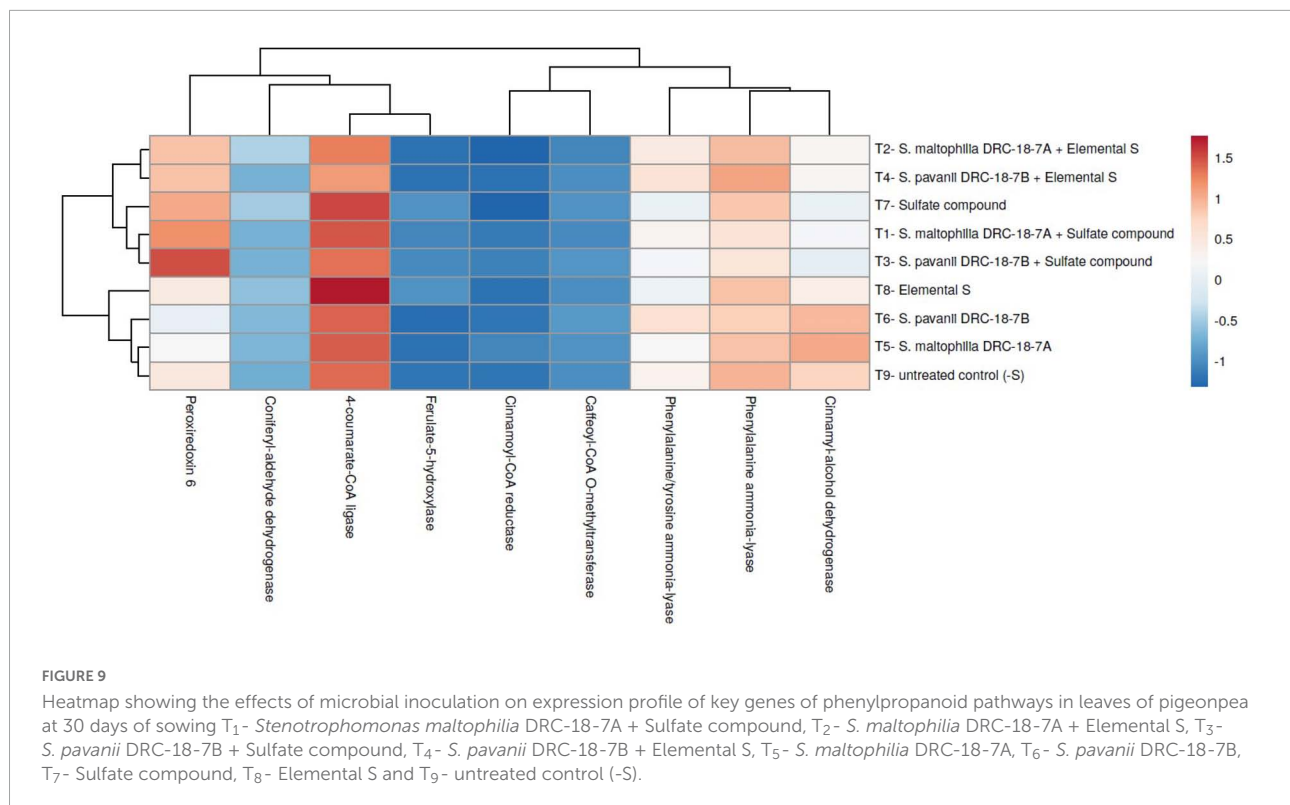 T2- S. maltophilia DRC-18-7A + Elemental S
T4- S. pavanii DRC-18-7B + Elemental S
T7- Sulfate compound
T1- S. maltophilia DRC-18-7A + Sulfate compound
T3- S. pavanii DRC-18-7B + Sulfate compound
T8- Elemental S
T6- S. pavanii DRC-18-7B
T5- S. maltophilia DRC-18-7A
T9- untreated control (-S)
1.5
1
0.5
0
-0.5
-1
Peroxiredoxin 6
Coniferyl-aldehyde dehydrogenase
4-coumarate-CoA ligase
Ferulate-5-hydroxylase
Cinnamoyl-CoA reductase
Caffeoyl-CoA O-methyltransferase
Phenylalanine/tyrosine ammonia-lyase
Phenylalanine ammonia-lyase
Cinnamyl-alcohol dehydrogenase
FIGURE 9
Heatmap showing the effects of microbial inoculation on expression profile of key genes of phenylpropanoid pathways in leaves of pigeonpea
at 30 days of sowing T1- Stenotrophomonas maltophilia DRC-18-7A + Sulfate compound, T2- S. maltophilia DRC-18-7A + Elemental S, T3-
S. pavanii DRC-18-7B + Sulfate compound, T4- S. pavanii DRC-18-7B + Elemental S, T5- S. maltophilia DRC-18-7A, T6- S. pavanii DRC-18-7B,
T7- Sulfate compound, T8- Elemental S and T9- untreated control (-S).